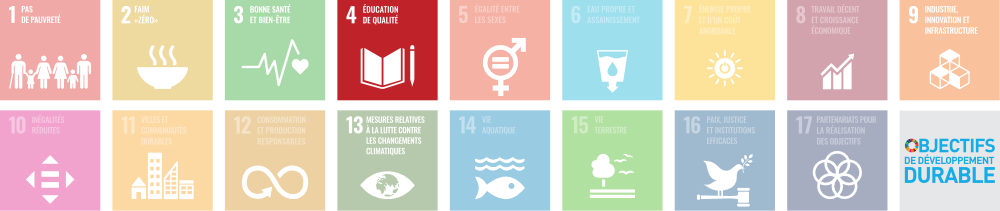 1 PAS
DE PAUVRETÉ
2 FAIM
«ZÉRO»
3 BONNE SANTÉ
ET BIEN-ÊTRE
4 ÉDUCATION
DE QUALITÉ
5 ÉGALITÉ ENTRE
LES SEXES
6 EAU PROPRE ET
ASSAINISSEMENT
7 ÉNERGIE PROPRE
ET D'UN COÛT
ABORDABLE
8 TRAVAIL DÉCENT
ET CROISSANCE
ÉCONOMIQUE
9 INDUSTRIE,
INNOVATION ET
INFRASTRUCTURE
10 INÉGALITÉS
RÉDUITES
11 VILLES ET
COMMUNAUTÉS
DURABLES
12 CONSOMMATION
ET PRODUCTION
RESPONSABLES
13 MESURES RELATIVES
À LA LUTTE CONTRE
LES CHANGEMENTS
CLIMATIQUES
14 VIE
AQUATIQUE
15 VIE
TERRESTRE
16 PAIX, JUSTICE
ET INSTITUTIONS
EFFICACES
17 PARTENARIATS POUR
LA RÉALISATION
DES OBJECTIFS
OBJECTIFS
DE DÉVELOPPEMENT
DURABLE